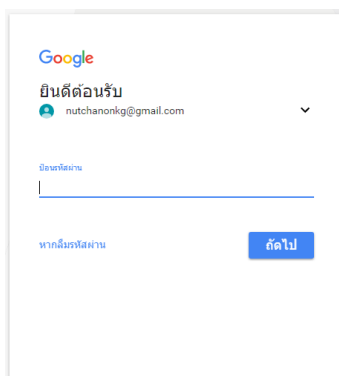 Google
ยินดีต้อนรับ
nutchanonkg@gmail.com
ป้อนรหัสผ่าน
หากลืมรหัสผ่าน
ถัดไป